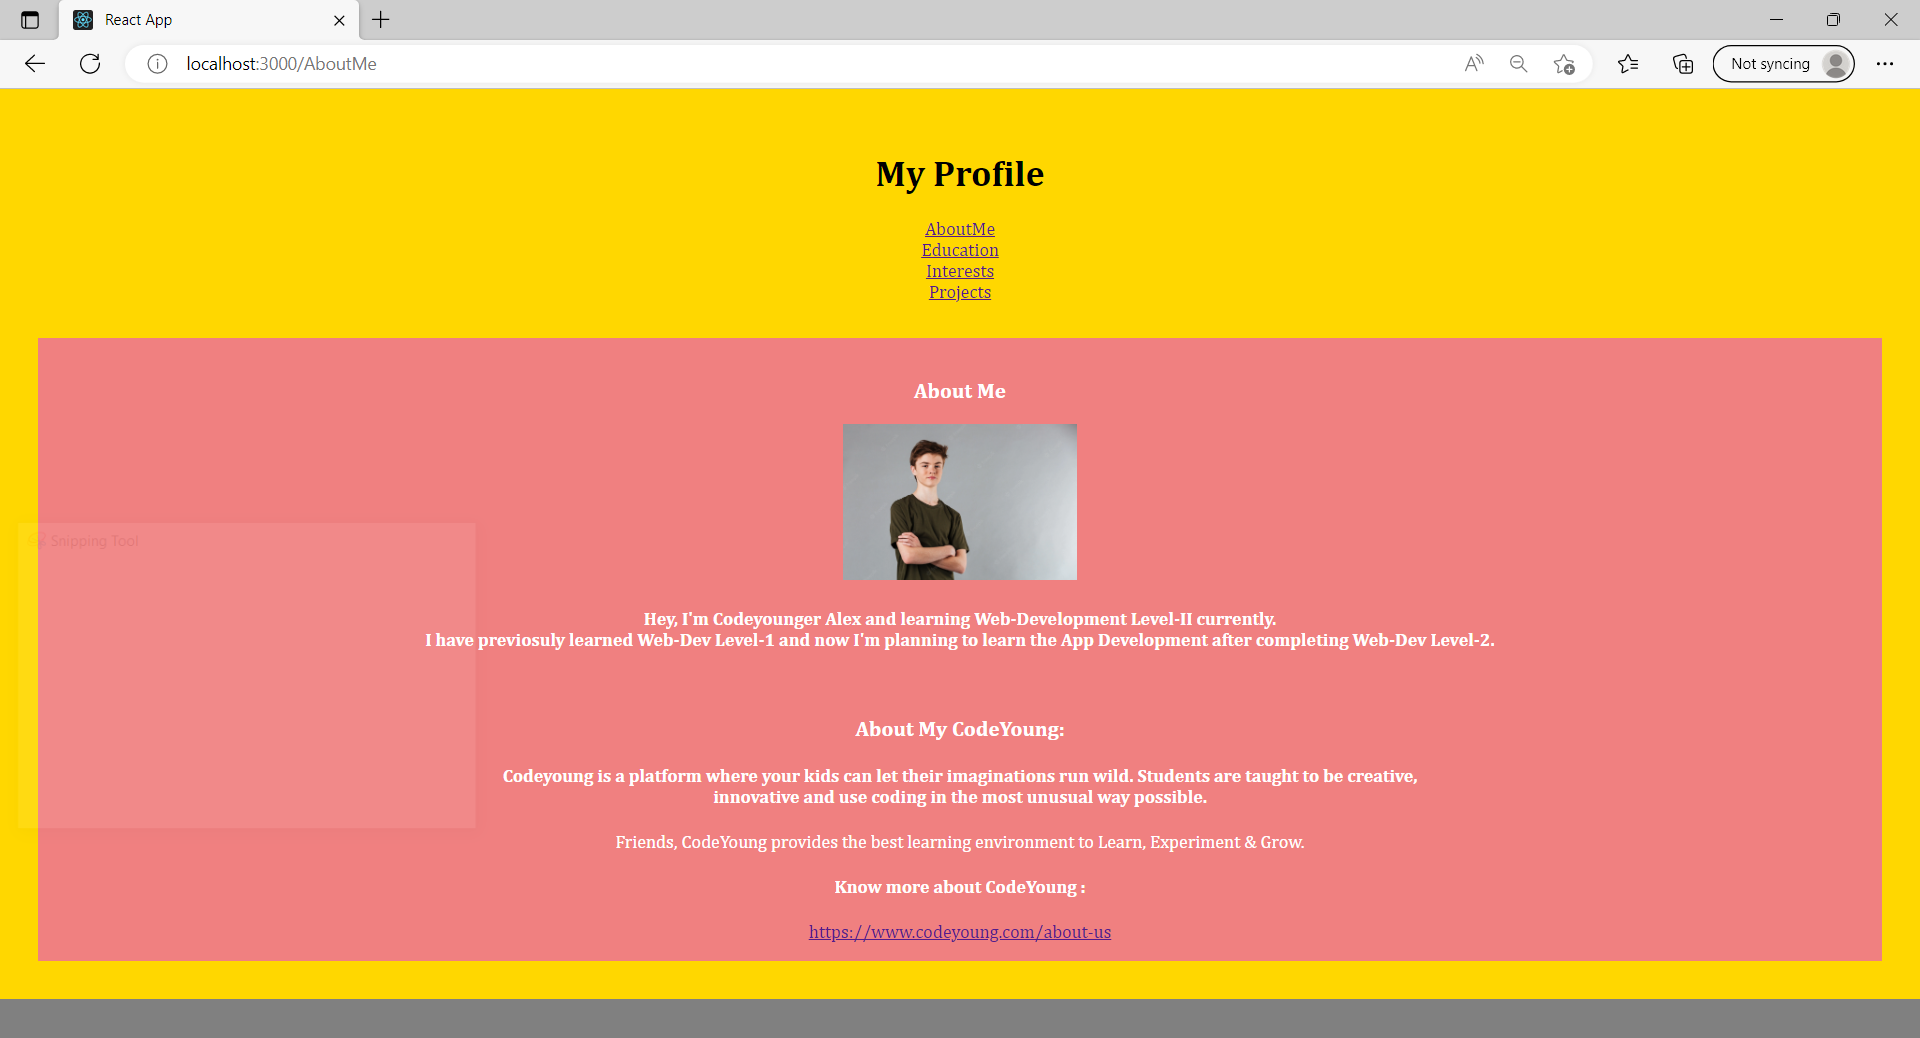 React App
localhost:3000/AboutMe
Not syncing
My Profile
AboutMe
Education
Interests
Projects
About Me
Snipping Tool
Hey, I'm Codeyounger Alex and learning Web-Development Level-II currently.
I have previosuly learned Web-Dev Level-1 and now I'm planning to learn the App Development after completing Web-Dev Level-2.
About My CodeYoung:
Codeyoung is a platform where your kids can let their imaginations run wild. Students are taught to be creative,
innovative and use coding in the most unusual way possible.
Friends, CodeYoung provides the best learning environment to Learn, Experiment & Grow.
Know more about CodeYoung :
https://www.codeyoung.com/about-us